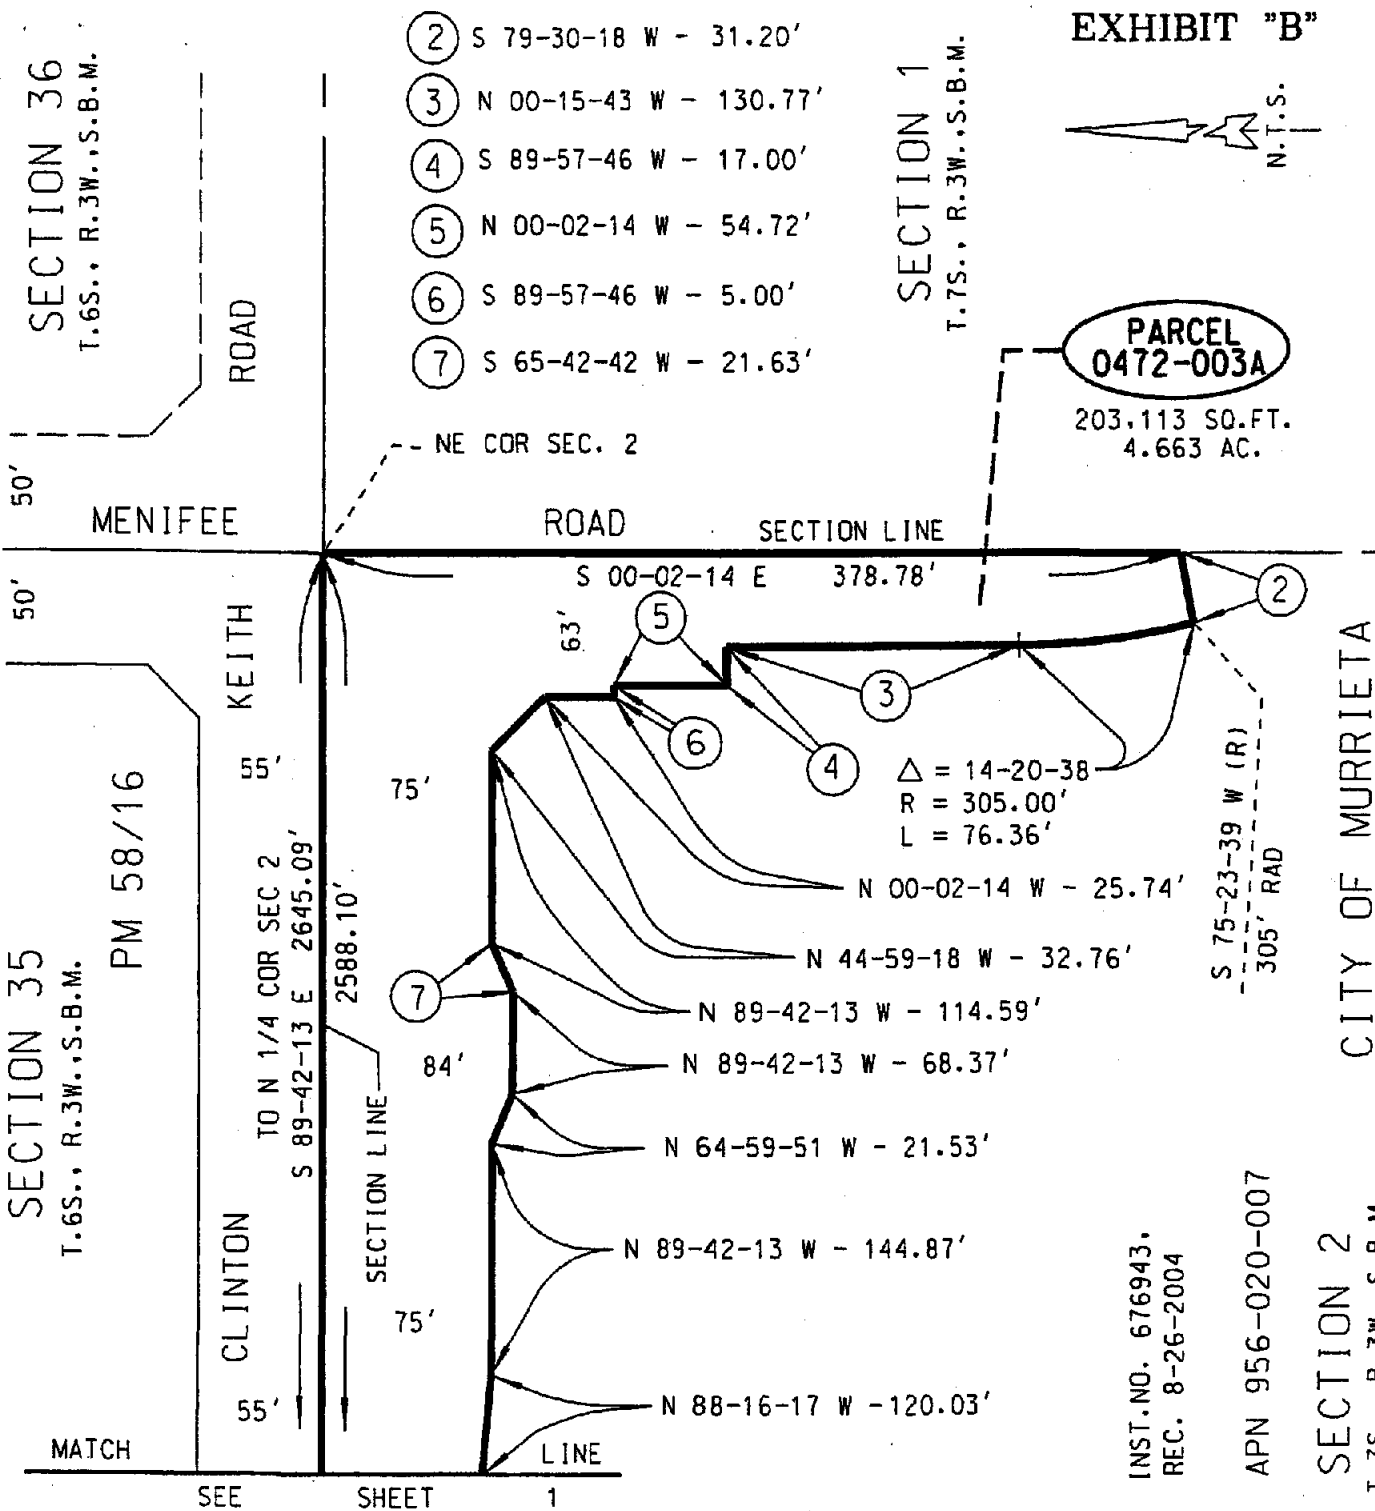 EXHIBIT "B"
N.T.S.
② S 79-30-18 W - 31.20'
③ N 00-15-43 W - 130.77'
④ S 89-57-46 W - 17.00'
⑤ N 00-02-14 W - 54.72'
⑥ S 89-57-46 W - 5.00'
⑦ S 65-42-42 W - 21.63'
SECTION 36
T.6S., R.3W.,S.B.M.
ROAD
SECTION 1
T.7S., R.3W.,S.B.M.
PARCEL
0472-003A
203,113 SQ.FT.
4.663 AC.
NE COR SEC. 2
50'
MENIFEE
ROAD
SECTION LINE
50'
S 00-02-14 E 378.78'
②
⑤
63'
③
⑥
④
KEITH
55'
75'
△ = 14-20-38
R = 305.00'
L = 76.36'
S 75-23-39 W (R)
305' RAD
CITY OF MURRIETA
N 00-02-14 W - 25.74'
N 44-59-18 W - 32.76'
N 89-42-13 W - 114.59'
⑦
PM 58/16
SECTION 35
T.6S., R.3W.,S.B.M.
TO N 1/4 COR SEC 2
S 89-42-13 E 2645.09'
2588.10'
SECTION LINE
84'
N 89-42-13 W - 68.37'
N 64-59-51 W - 21.53'
N 89-42-13 W - 144.87'
CLINTON
75'
55'
N 88-16-17 W -120.03'
INST.NO. 676943,
REC. 8-26-2004
APN 956-020-007
SECTION 2
MATCH LINE
SEE SHEET 1